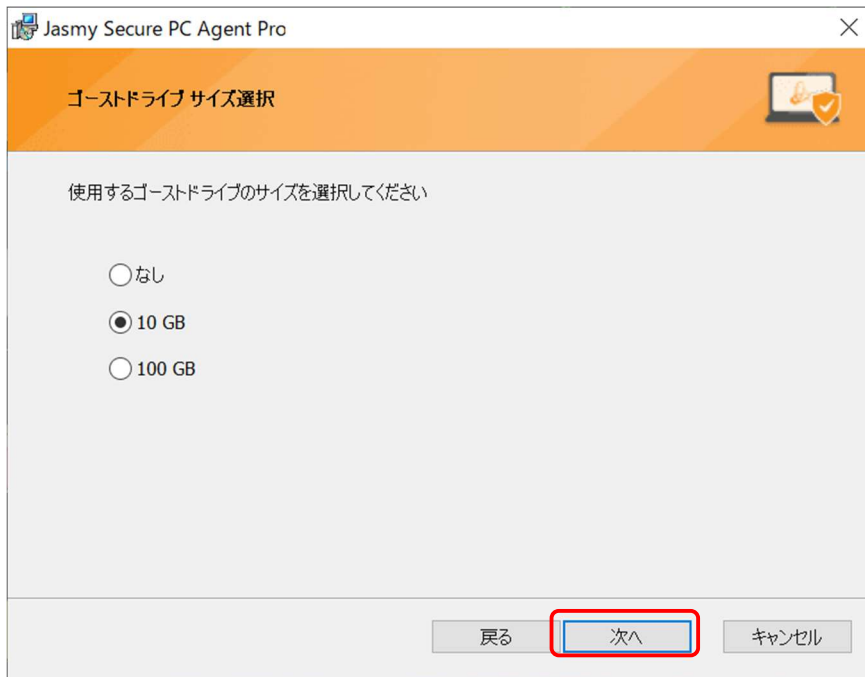 Jasmy Secure PC Agent Pro
ゴーストドライブ サイズ選択
使用するゴーストドライブのサイズを選択してください
なし
10 GB
100 GB
戻る 次へ キャンセル